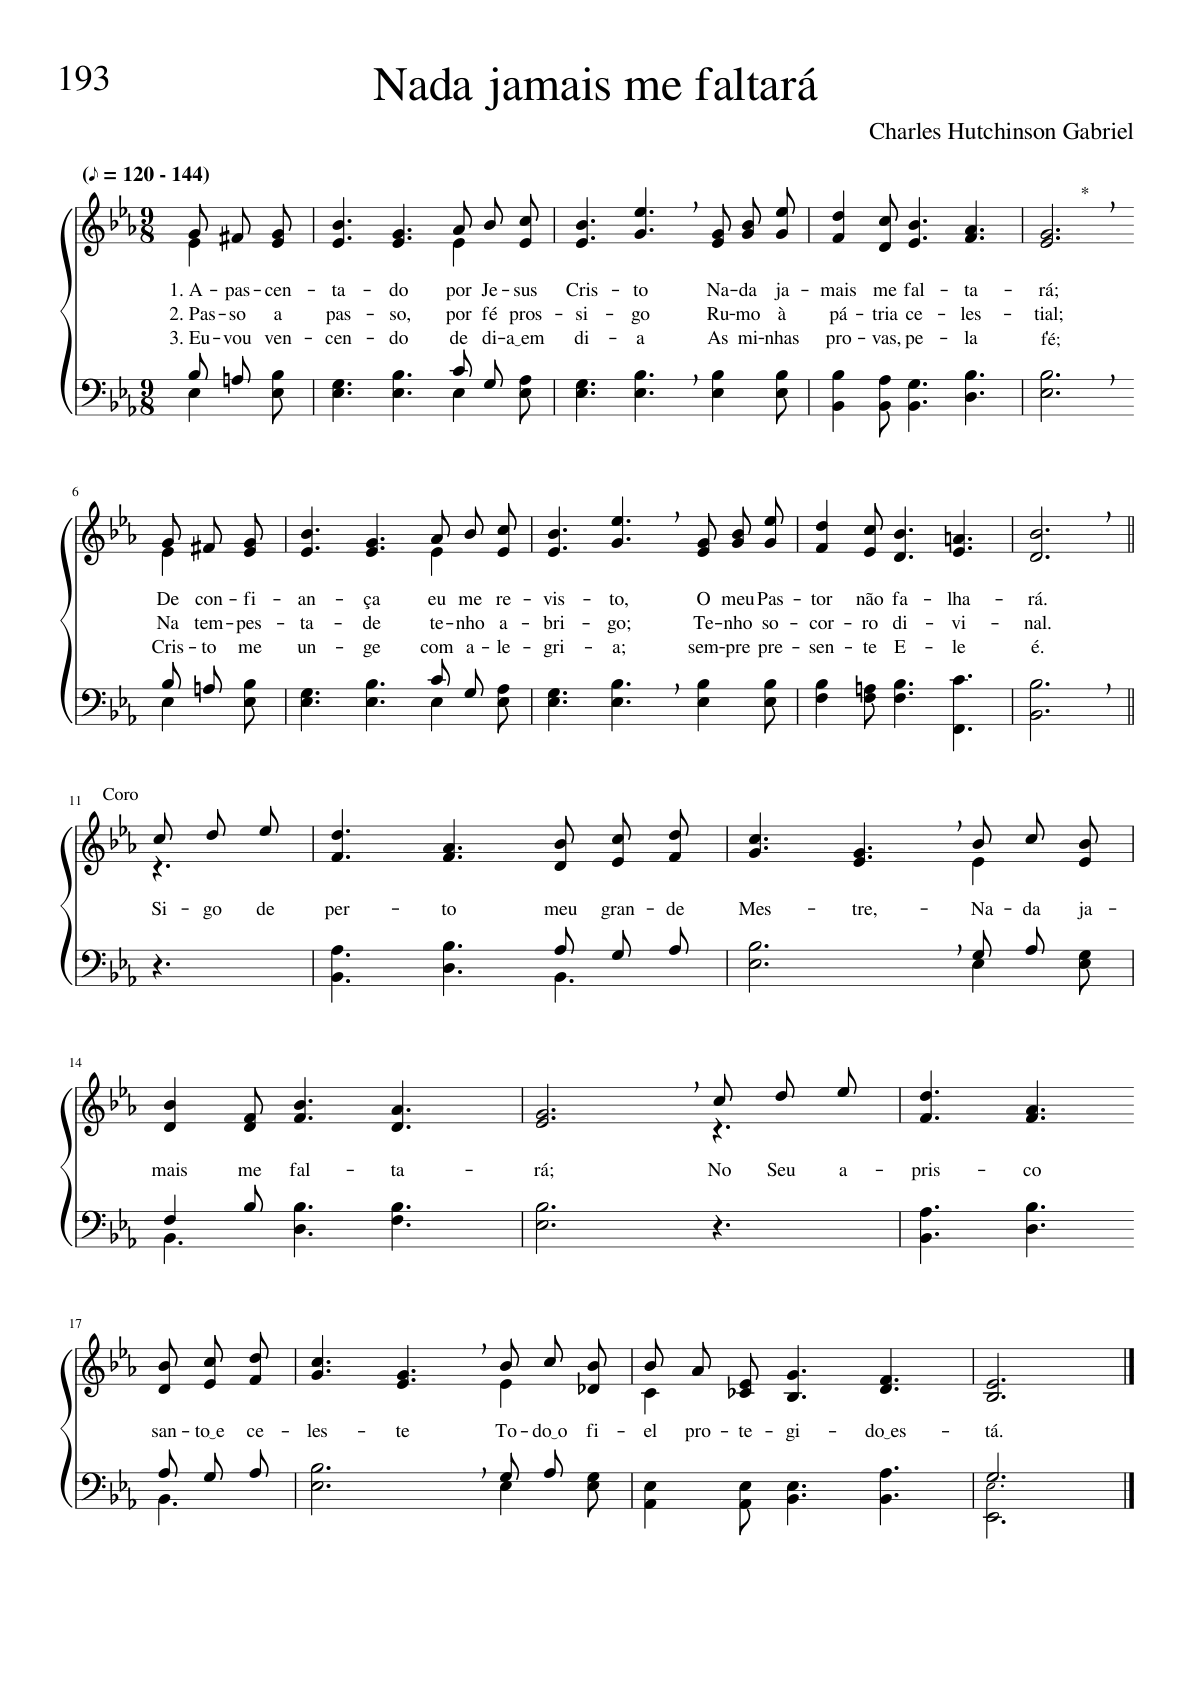 193
Nada jamais me faltará
Charles Hutchinson Gabriel
(♪ = 120 - 144)
*
9 8
1. A – pas – cen – ta – do por Je – sus Cris – to Na – da ja – mais me fal – ta – rá;
2. Pas – so a pas – so, por fé pros – si – go Ru – mo à pá – tria ce – les – tial;
3. Eu – vou ven – cen – do de di – a‿em di – a As mi – nhas pro – vas, pe – la fé;
9 8
6
De con – fi – an – ça eu me re – vis – to, O meu Pas – tor não fa – lha – rá.
Na tem – pes – ta – de te – nho a – bri – go; Te – nho so – cor – ro di – vi – nal.
Cris – to me un – ge com a – le – gri – a; sem – pre pre – sen – te E – le é.
11 Coro
Si – go de per – to meu gran – de Mes – tre, – Na – da ja –
14
mais me fal – ta – rá; No Seu a – pris – co
17
san – to‿e ce – les – te To – do‿o fi – el pro – te – gi – do‿es – tá.